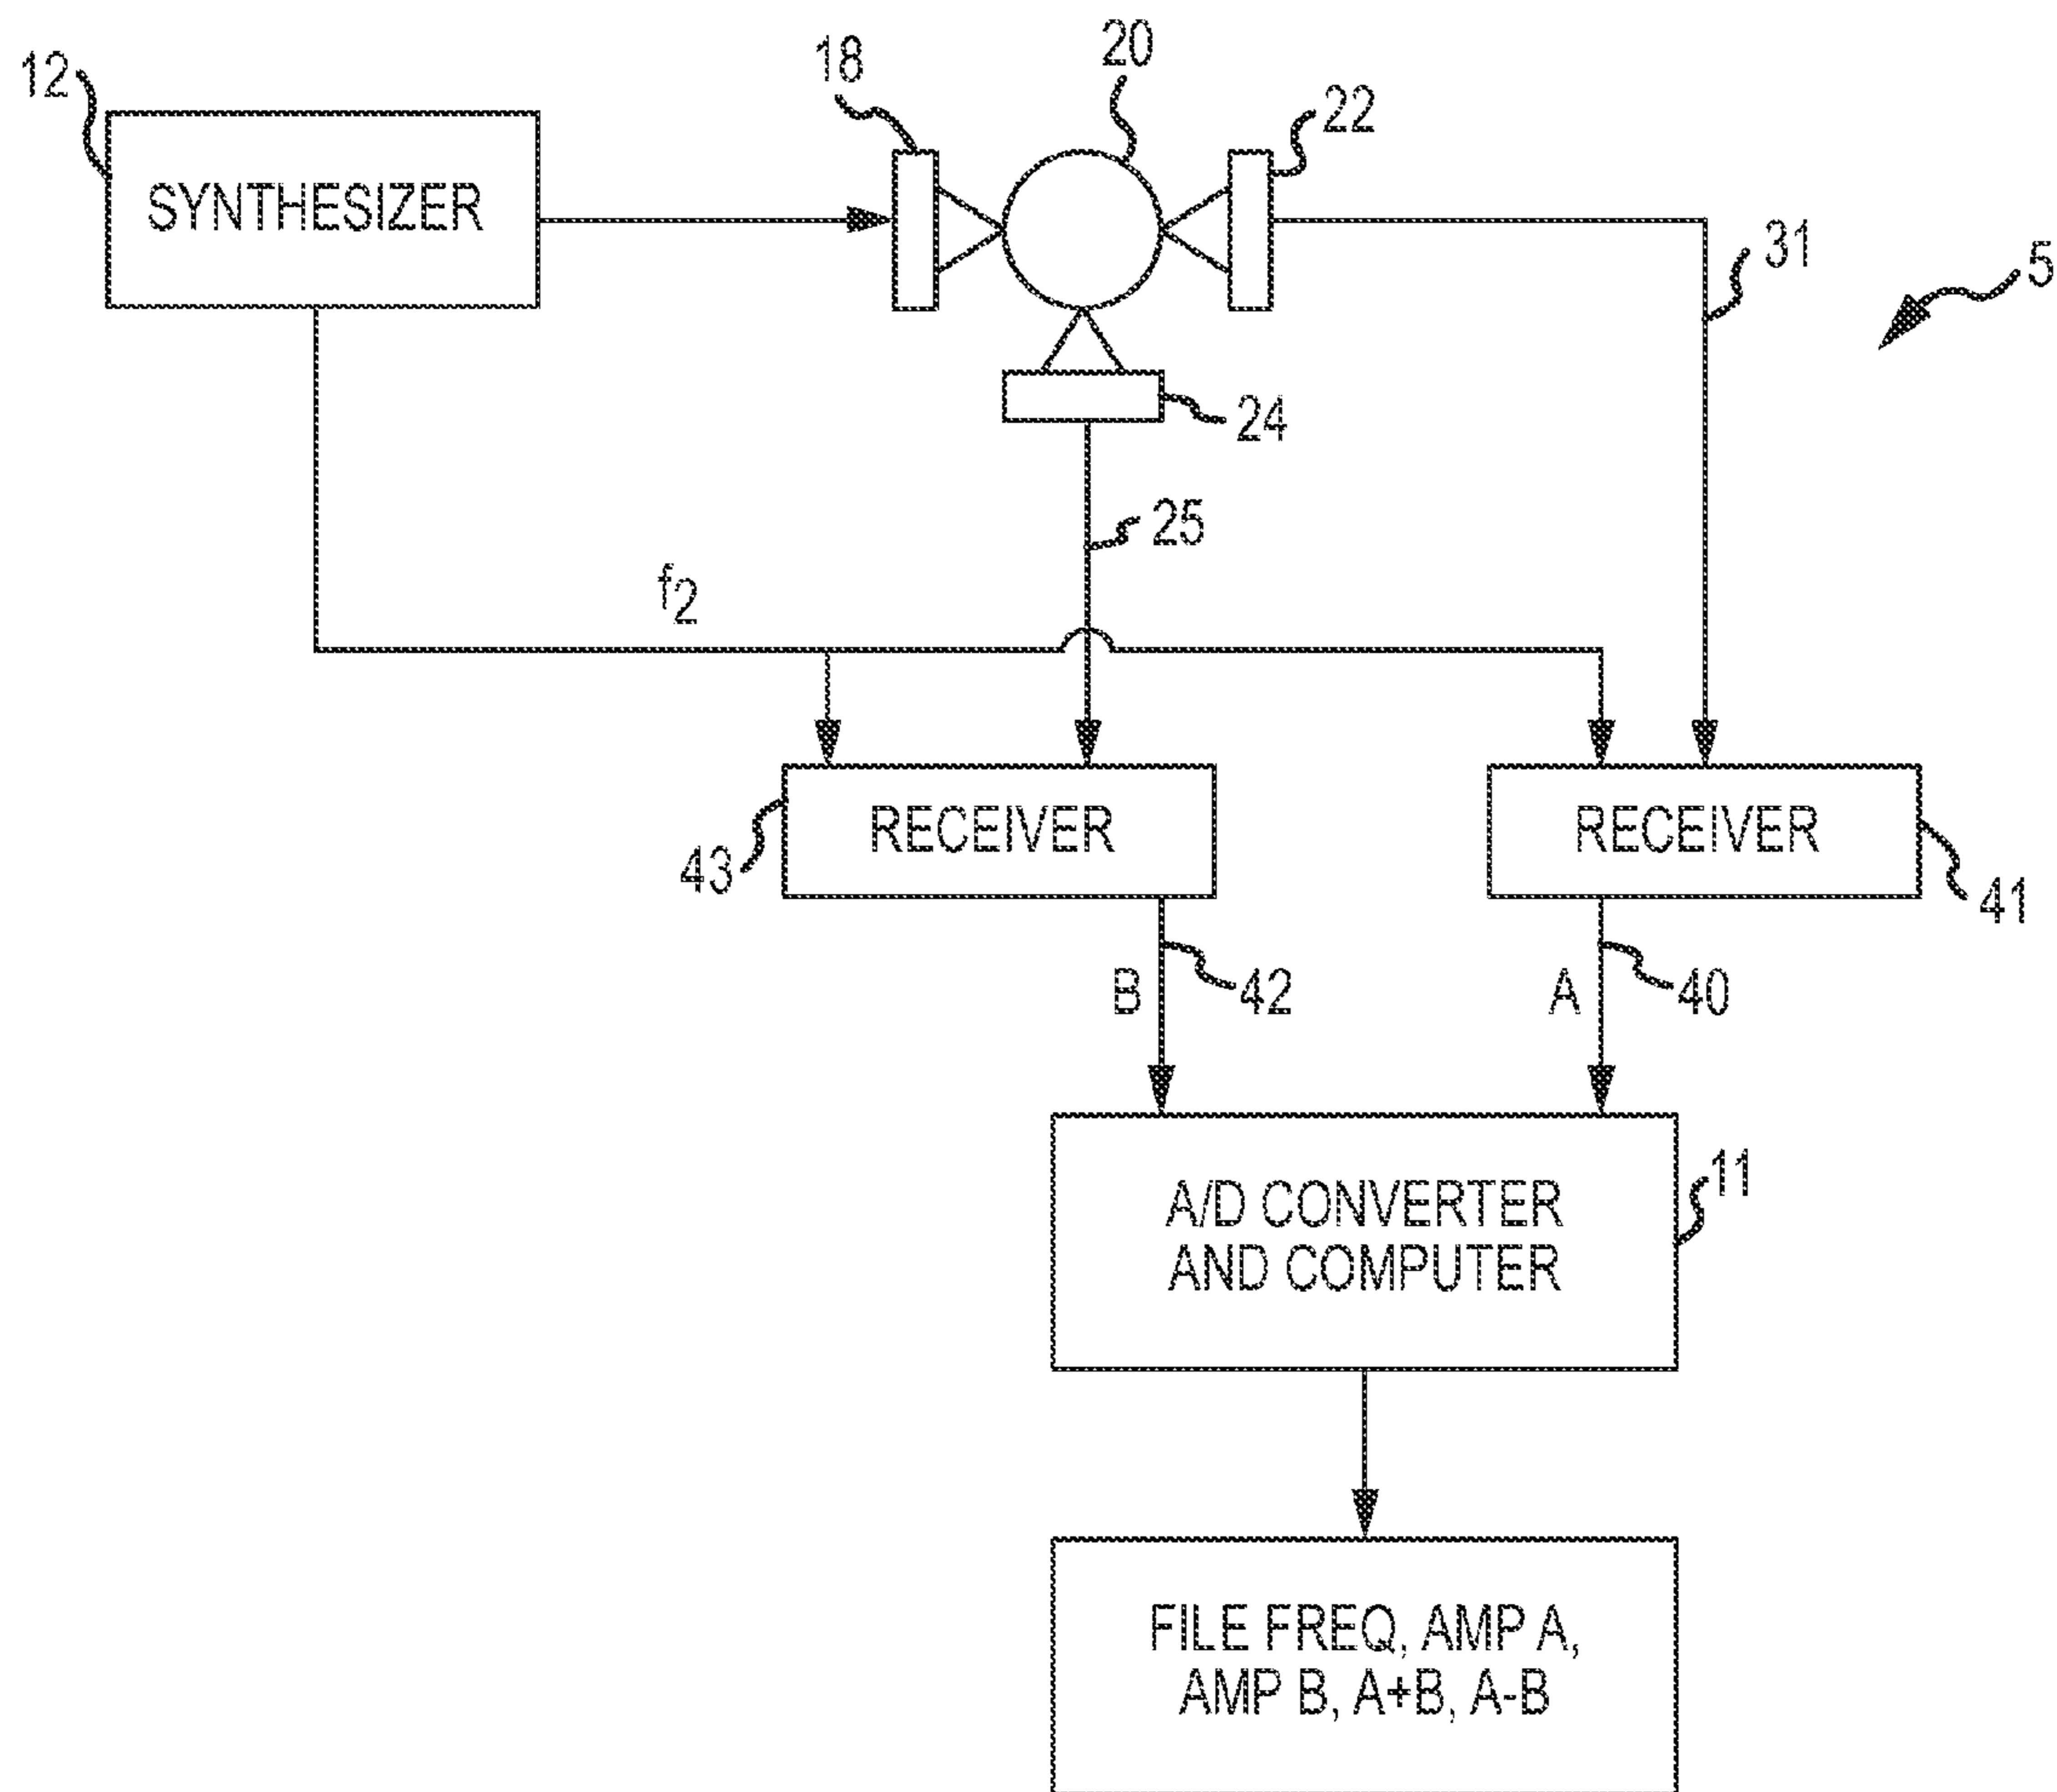 12
18
20
22
SYNTHESIZER
31
5
24
25
f2
RECEIVER
RECEIVER
43
41
B
42
A
40
A/D CONVERTER
AND COMPUTER
11
FILE FREQ, AMP A,
AMP B, A+B, A-B